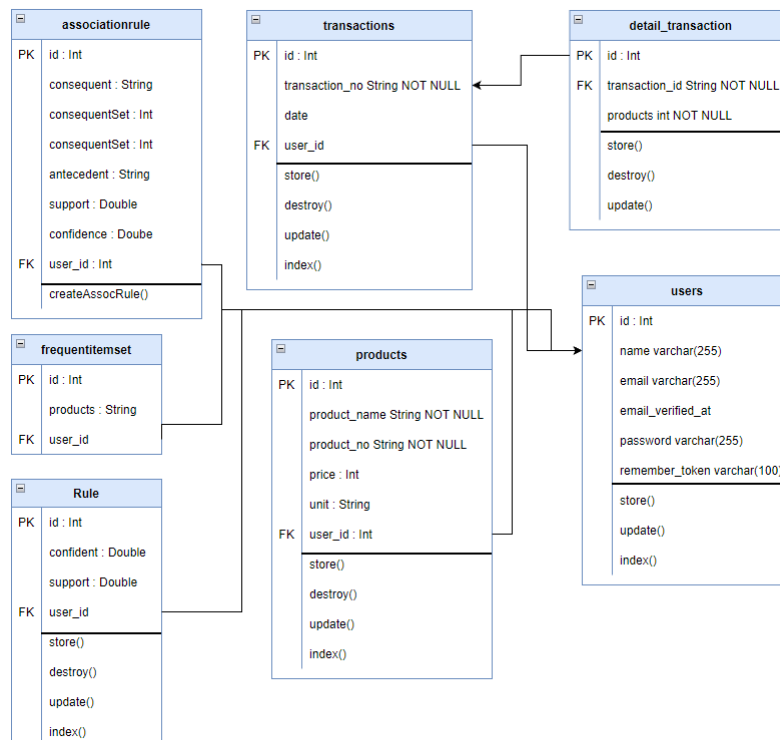 associationrule
PK id : Int
consequent : String
consequentSet : Int
consequentSet : Int
antecedent : String
support : Double
confidence : Doube
FK user_id : Int
createAssocRule()
transactions
PK id : Int
transaction_no String NOT NULL
date
FK user_id
store()
destroy()
update()
index()
detail_transaction
PK id : Int
FK transaction_id String NOT NULL
products int NOT NULL
store()
destroy()
update()
frequentitemset
PK id : Int
products : String
FK user_id
Rule
PK id : Int
confident : Double
support : Double
FK user_id
store()
destroy()
update()
index()
products
PK id : Int
product_name String NOT NULL
product_no String NOT NULL
price : Int
unit : String
FK user_id : Int
store()
destroy()
update()
index()
users
PK id : Int
name varchar(255)
email varchar(255)
email_verified_at
password varchar(255)
remember_token varchar(100)
store()
update()
index()